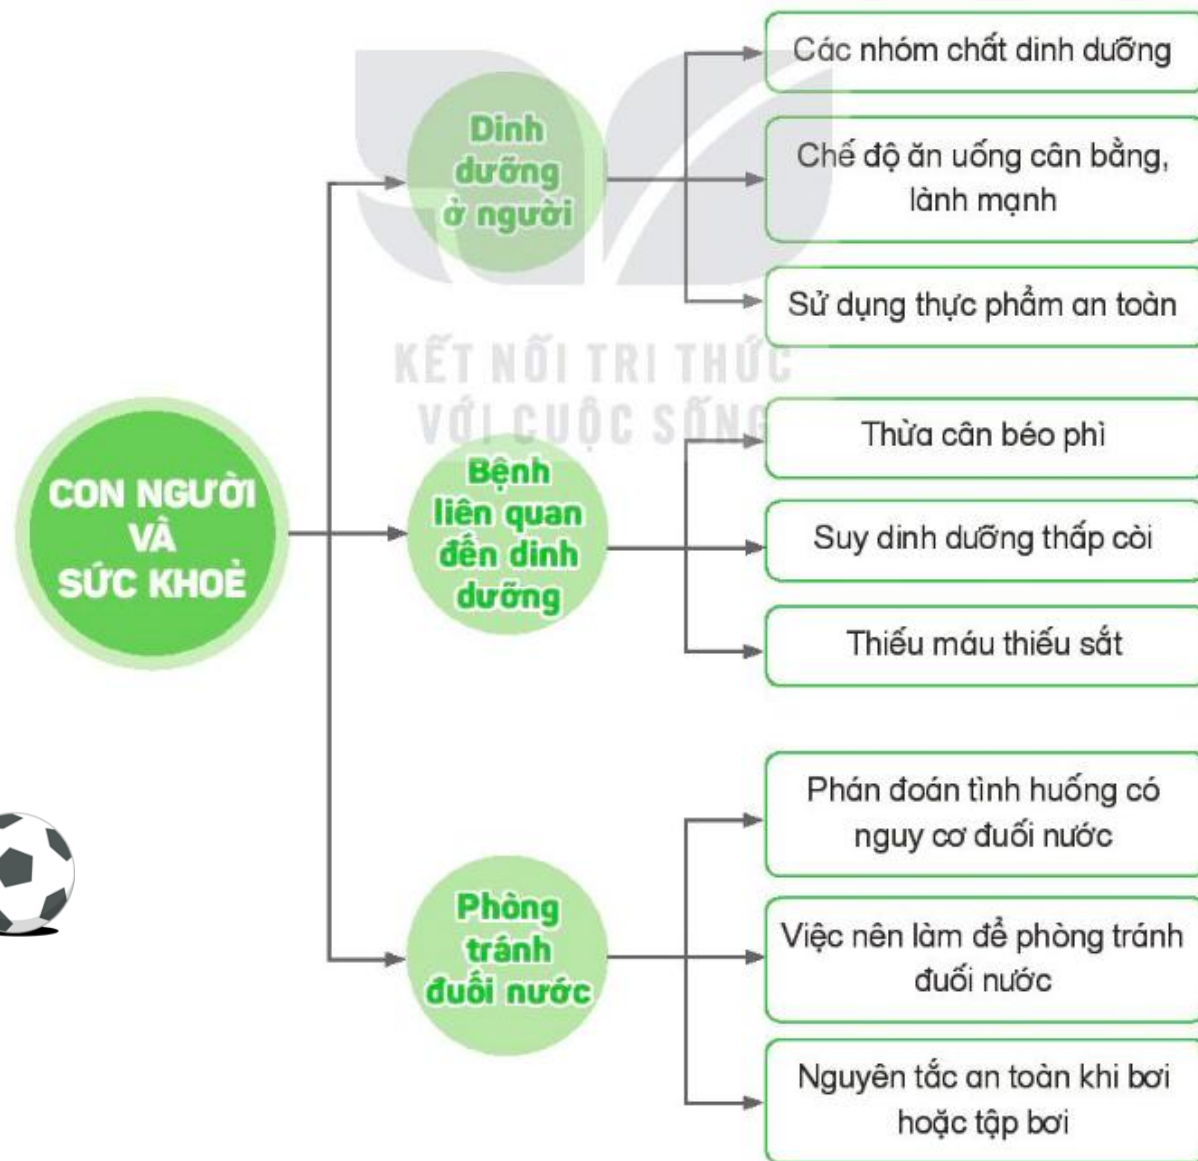 CON NGƯỜI
VÀ
SỨC KHOẺ
Dinh
dưỡng
ở người
Các nhóm chất dinh dưỡng
Chế độ ăn uống cân bằng,
lành mạnh
Sử dụng thực phẩm an toàn
KẾT NỐI TRI THỨC
VỚI CUỘC SỐNG
Bệnh
liên quan
đến dinh
dưỡng
Thừa cân béo phì
Suy dinh dưỡng thấp còi
Thiếu máu thiếu sắt
Phòng
tránh
đuối nước
Phán đoán tình huống có
nguy cơ đuối nước
Việc nên làm để phòng tránh
đuối nước
Nguyên tắc an toàn khi bơi
hoặc tập bơi